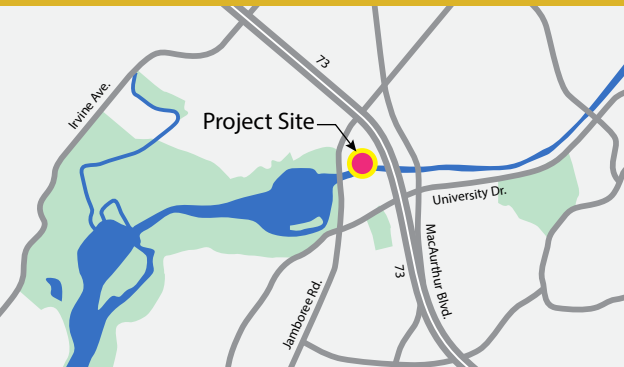 73
Irvine Ave.
Project Site
University Dr.
MacAurthur Blvd.
73
Jamboree Rd.